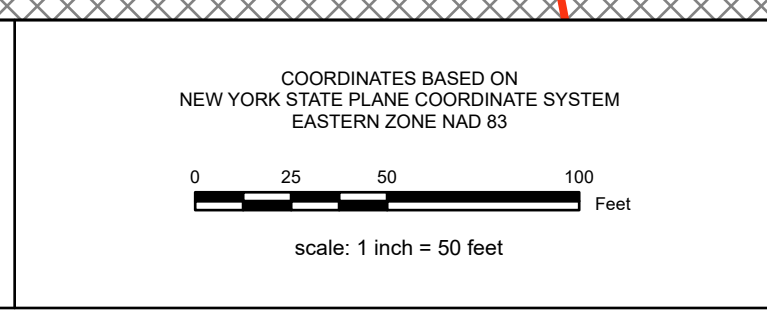 COORDINATES BASED ON
NEW YORK STATE PLANE COORDINATE SYSTEM
EASTERN ZONE NAD 83
0 25 50 100
Feet
scale: 1 inch = 50 feet